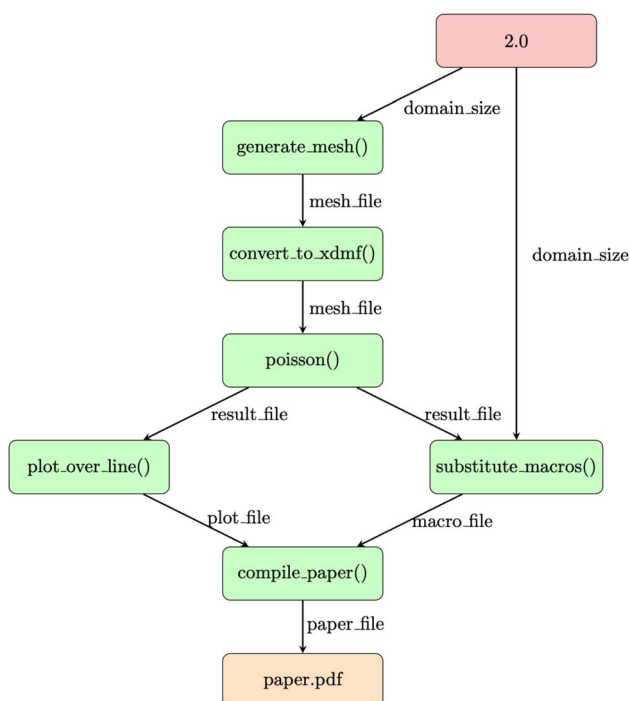 2.0
domain_size
generate_mesh()
mesh_file
convert_to_xdmf()
domain_size
mesh_file
poisson()
result_file
result_file
plot_over_line()
substitute_macros()
plot_file
macro_file
compile_paper()
paper_file
paper.pdf